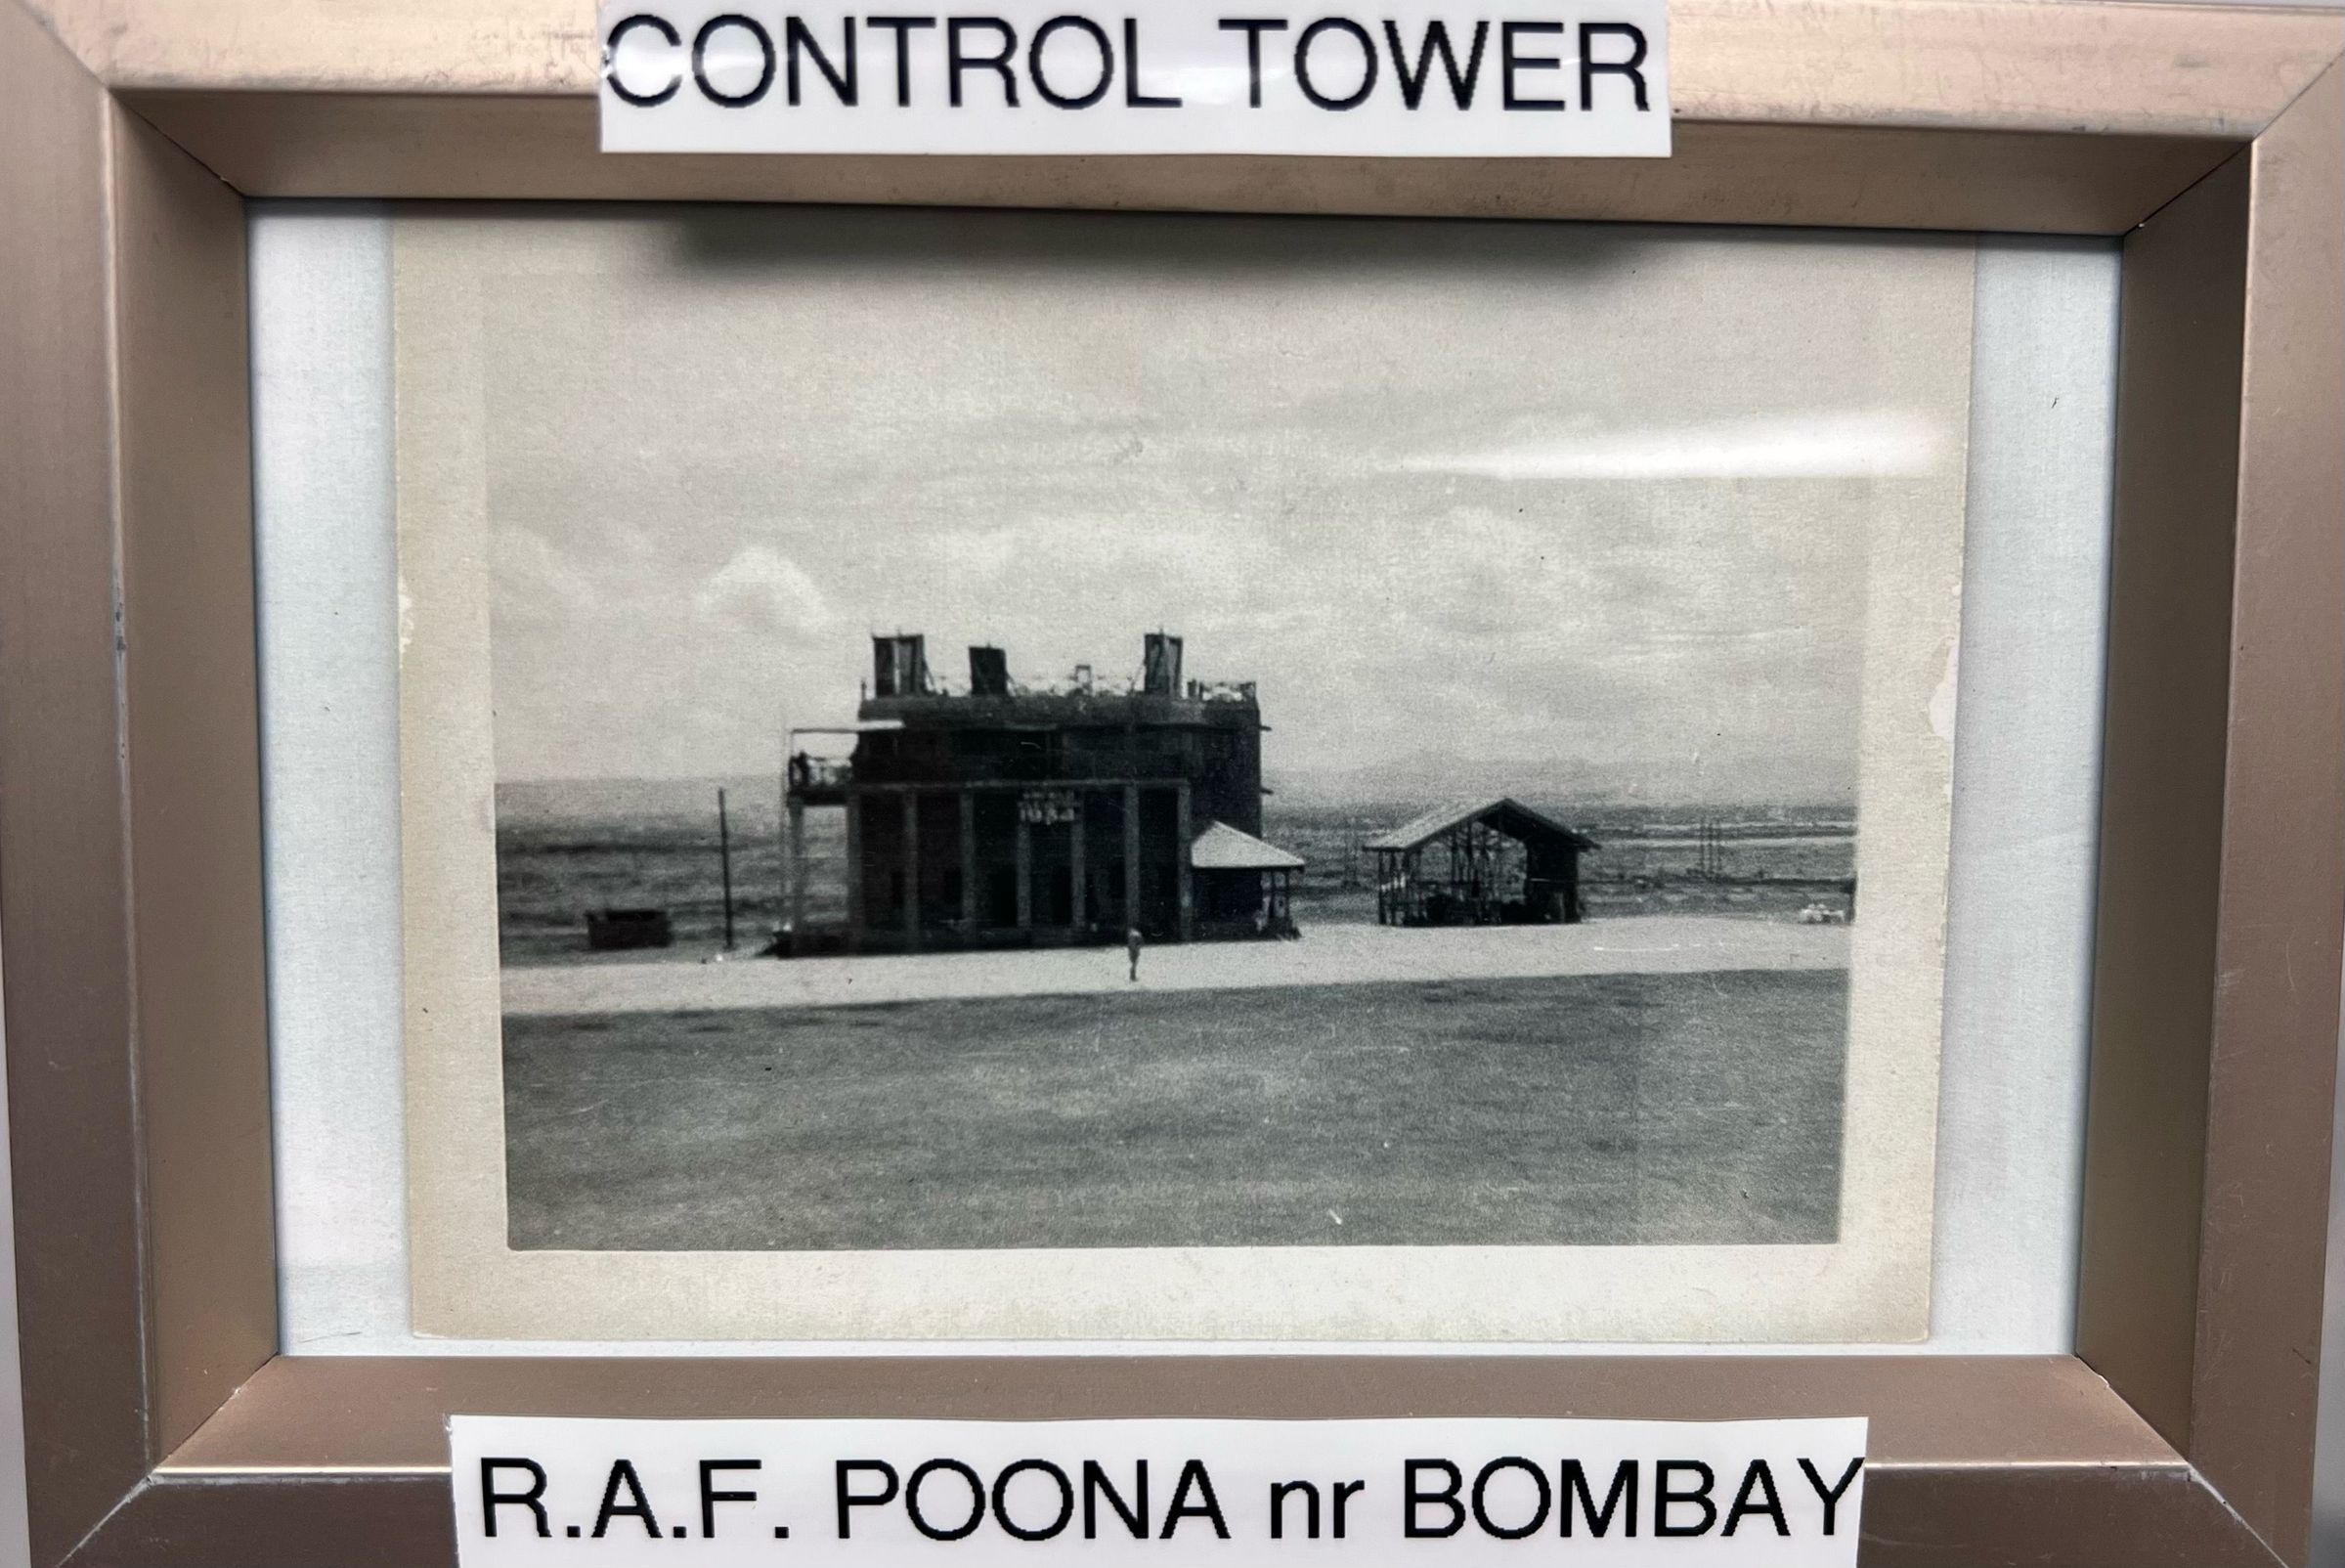 CONTROL TOWER
R.A.F. POONA nr BOMBAY